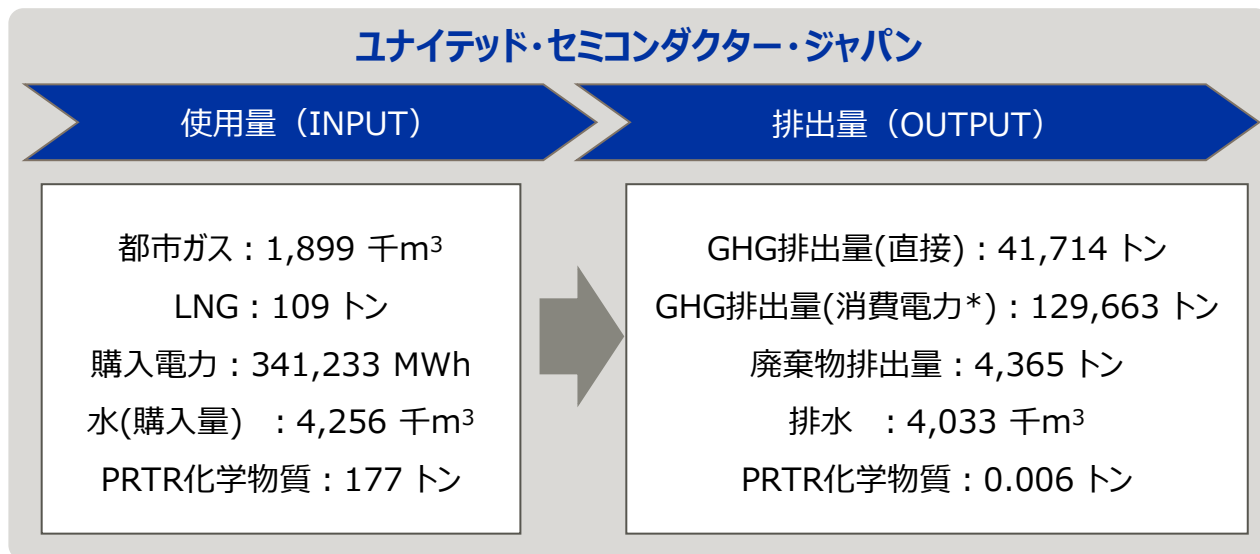 ユナイテッド・セミコンダクター・ジャパン
使用量（INPUT）
排出量（OUTPUT）
都市ガス：1,899 千m³
LNG：109 トン
購入電力：341,233 MWh
水(購入量)　：4,256 千m³
PRTR化学物質：177 トン
GHG排出量(直接)：41,714 トン
GHG排出量(消費電力*)：129,663 トン
廃棄物排出量：4,365 トン
排水　：4,033 千m³
PRTR化学物質：0.006 トン